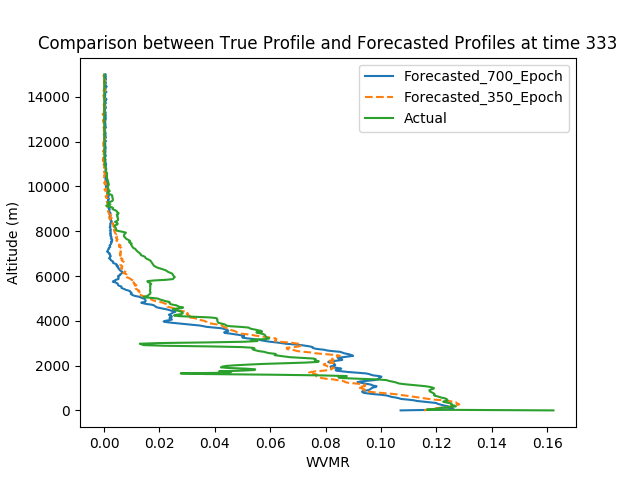 Comparison between True Profile and Forecasted Profiles at time 333
Forecasted_700_Epoch
Forecasted_350_Epoch
Actual
14000
12000
10000
8000
6000
4000
2000
0
Altitude (m)
0.00 0.02 0.04 0.06 0.08 0.10 0.12 0.14 0.16
WVMR